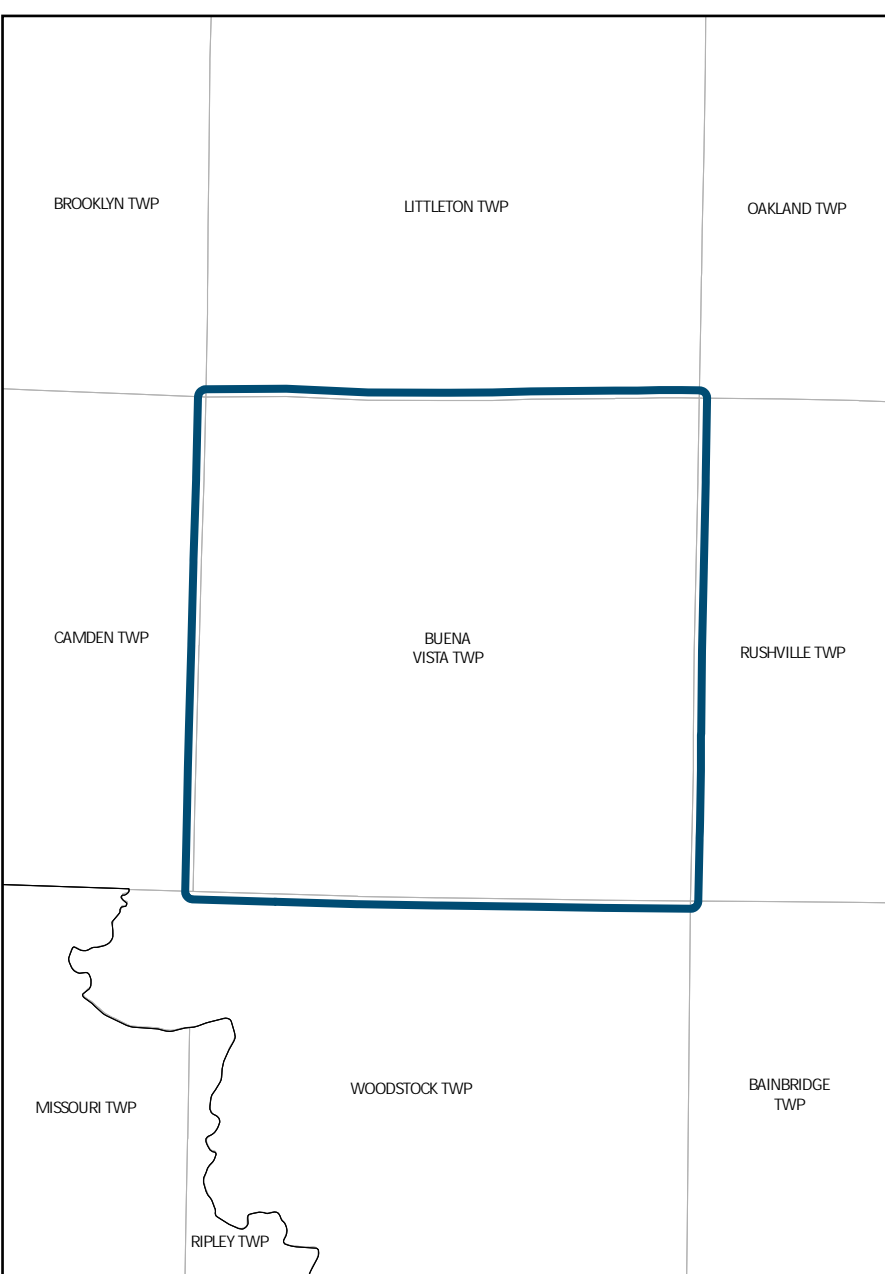 BROOKLYN TWP
LITTLETON TWP
OAKLAND TWP
CAMDEN TWP
BUENA
VISTA TWP
RUSHVILLE TWP
MISSOURI TWP
WOODSTOCK TWP
BAINBRIDGE
TWP
RIPLEY TWP